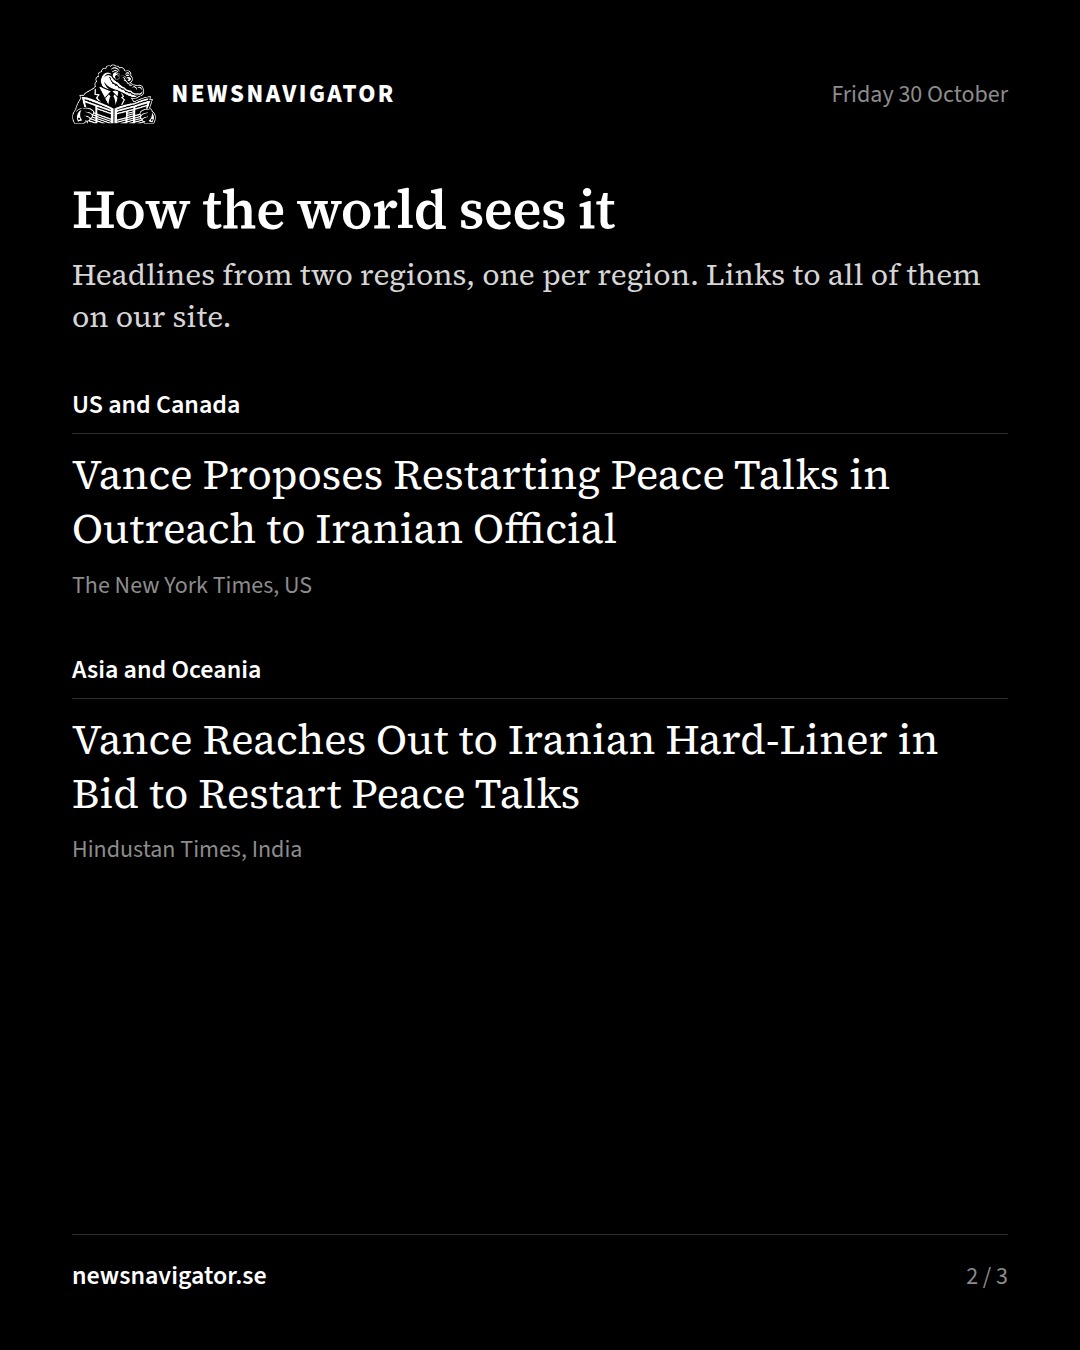 NEWSNAVIGATOR
Friday 30 October
How the world sees it
Headlines from two regions, one per region. Links to all of them
on our site.
US and Canada
Vance Proposes Restarting Peace Talks in
Outreach to Iranian Official
The New York Times, US
Asia and Oceania
Vance Reaches Out to Iranian Hard-Liner in
Bid to Restart Peace Talks
Hindustan Times, India
newsnavigator.se
2 / 3